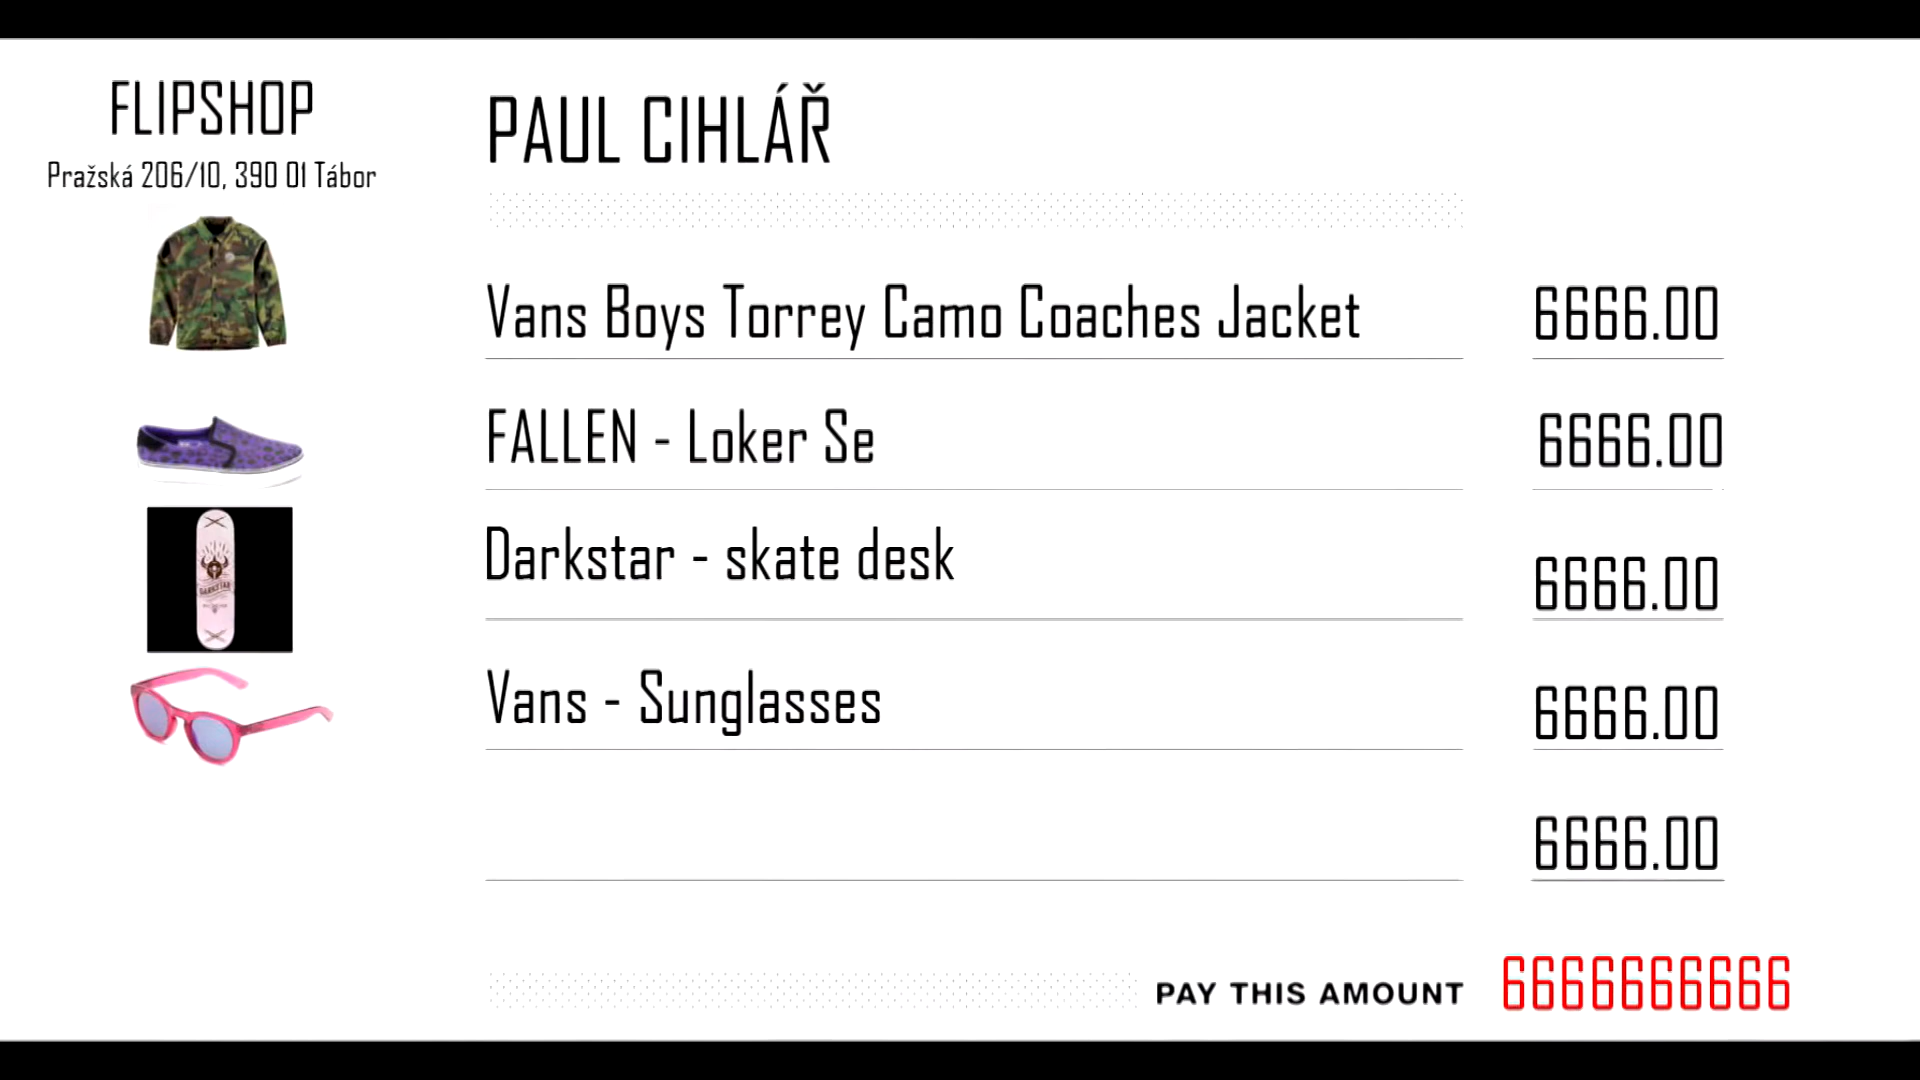 FLIPSHOP
Pražská 206/10, 390 01 Tábor
PAUL CIHLÁŘ
Vans Boys Torrey Camo Coaches Jacket 6666.00
FALLEN - Loker Se 6666.00
Darkstar - skate desk 6666.00
Vans - Sunglasses 6666.00
6666.00
PAY THIS AMOUNT 6666666666
DARKSTAR